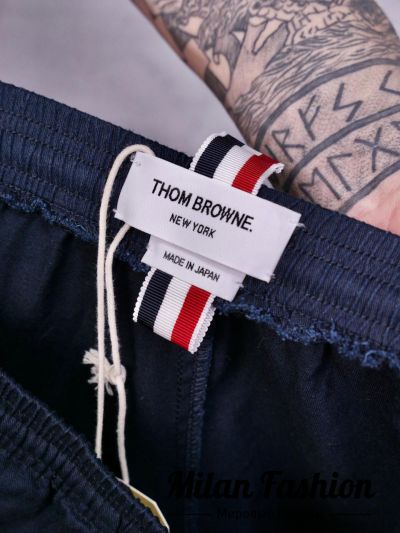 THOM BROWNE.
NEW YORK
MADE IN JAPAN
Milan Fashion